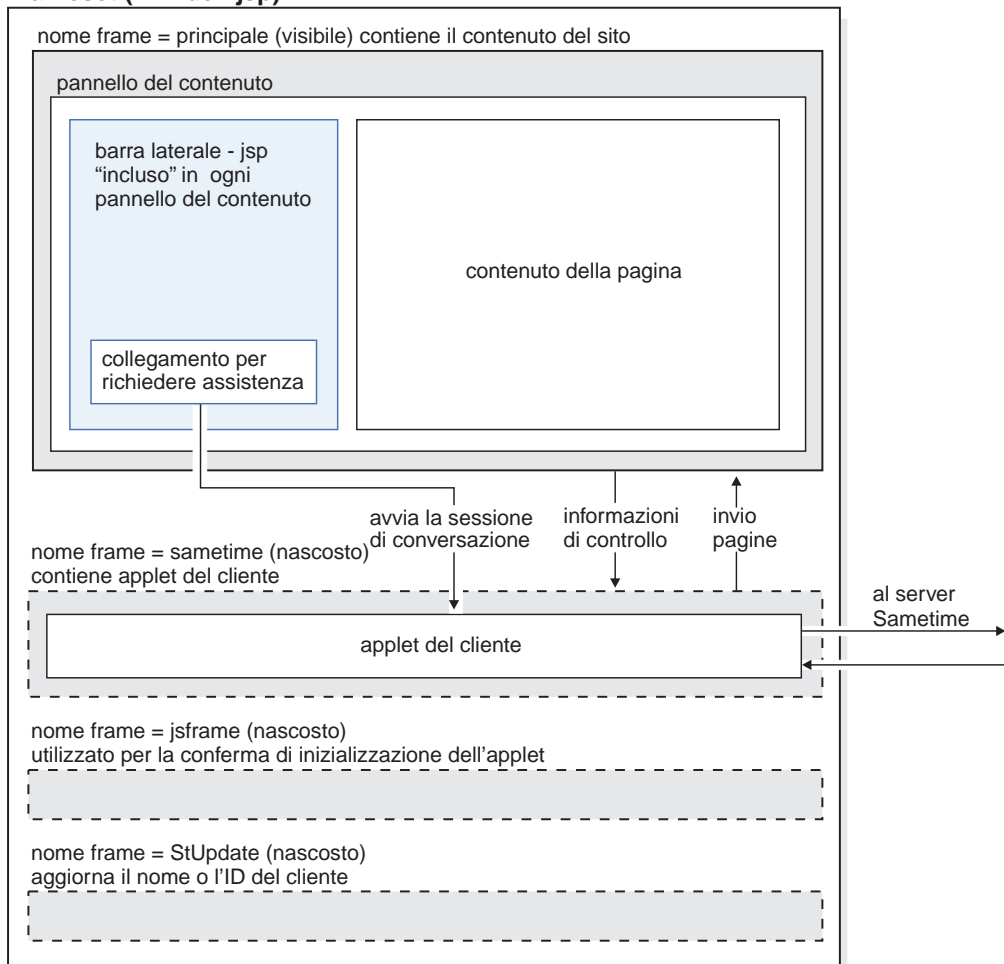 nome frame = principale (visibile) contiene il contenuto del sito
pannello del contenuto
barra laterale - jsp
“incluso” in ogni
pannello del contenuto
contenuto della pagina
collegamento per
richiedere assistenza
avvia la sessione
di conversazione
informazioni
di controllo
invio
pagine
nome frame = sametime (nascosto)
contiene applet del cliente
al server
Sametime
applet del cliente
nome frame = jsframe (nascosto)
utilizzato per la conferma di inizializzazione dell’applet
nome frame = StUpdate (nascosto)
aggiorna il nome o l’ID del cliente